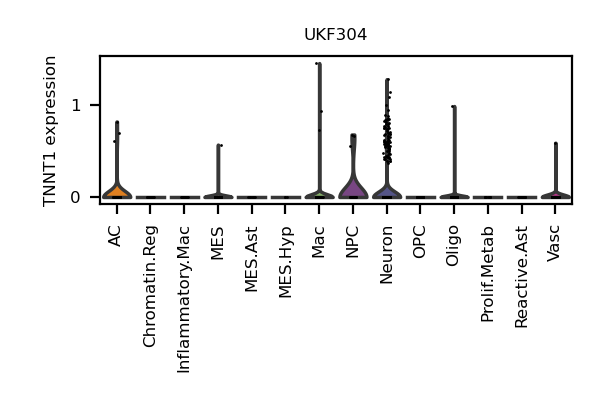 UKF304
TNNT1 expression
1
0
AC
Chromatin.Reg
Inflammatory.Mac
MES
MES.Ast
MES.Hyp
Mac
NPC
Neuron
OPC
Oligo
Prolif.Metab
Reactive.Ast
Vasc